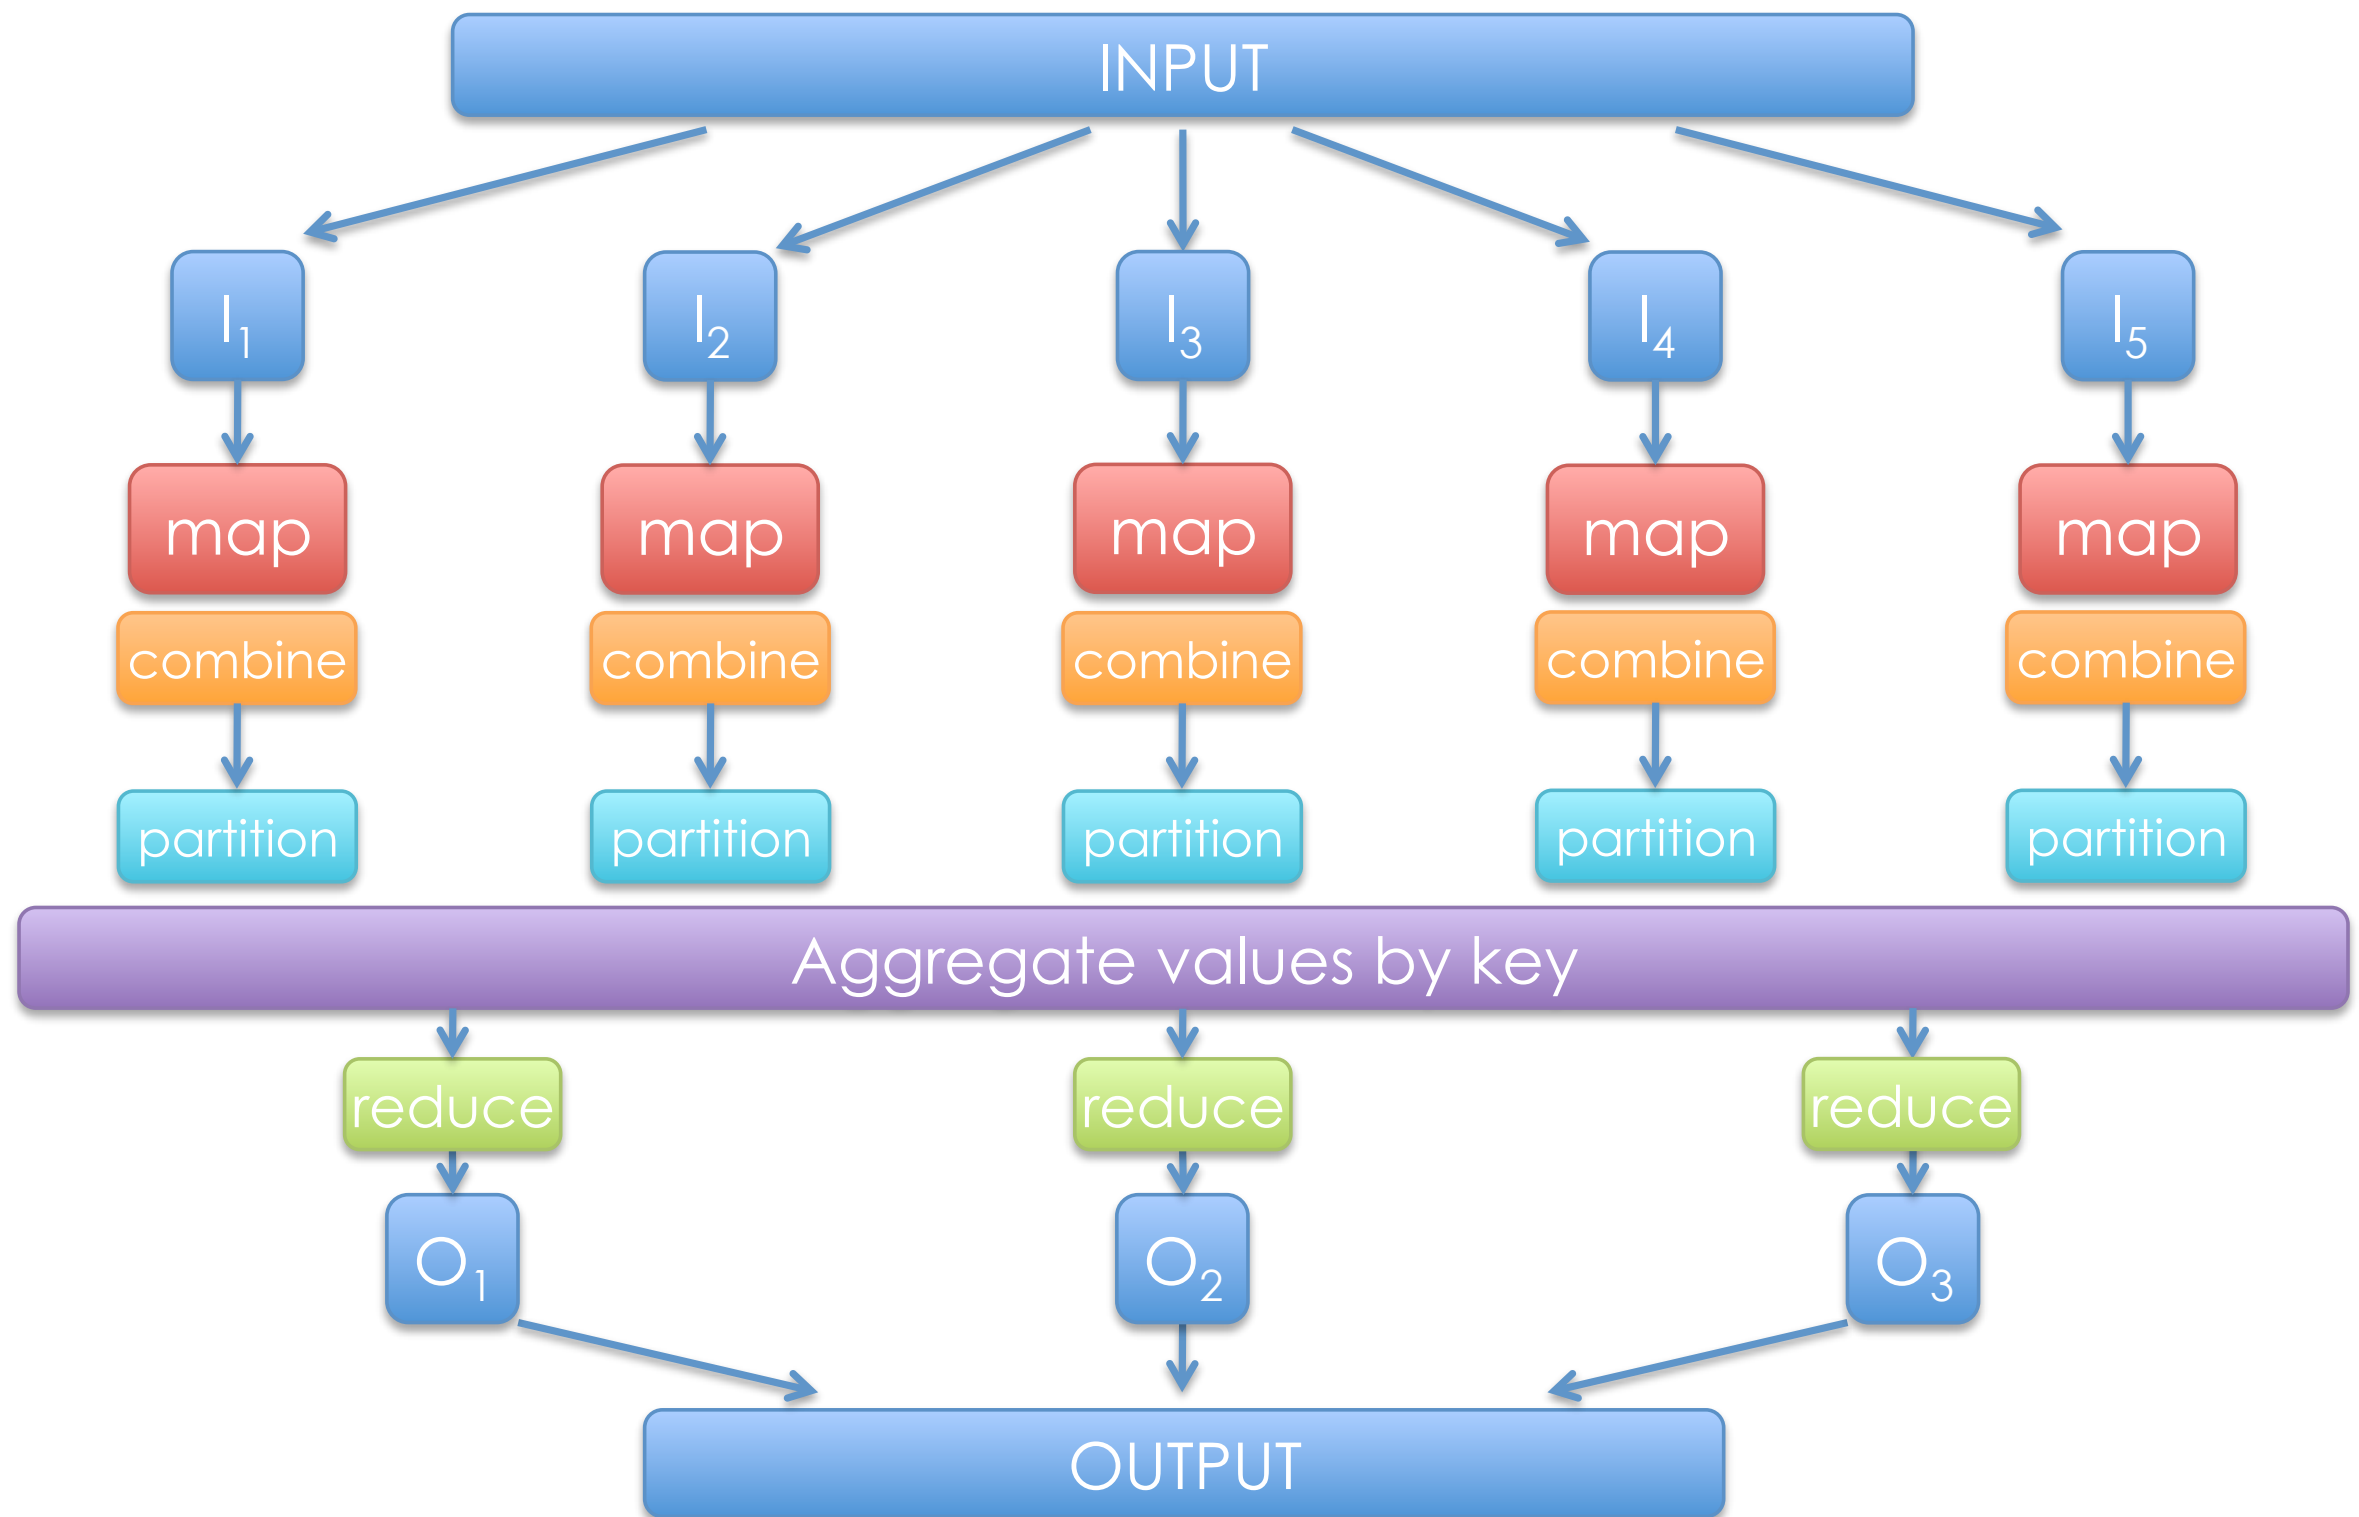 INPUT
I₁ I₂ I₃ I₄ I₅
map map map map map
combine combine combine combine combine
partition partition partition partition partition
Aggregate values by key
reduce reduce reduce
O₁ O₂ O₃
OUTPUT